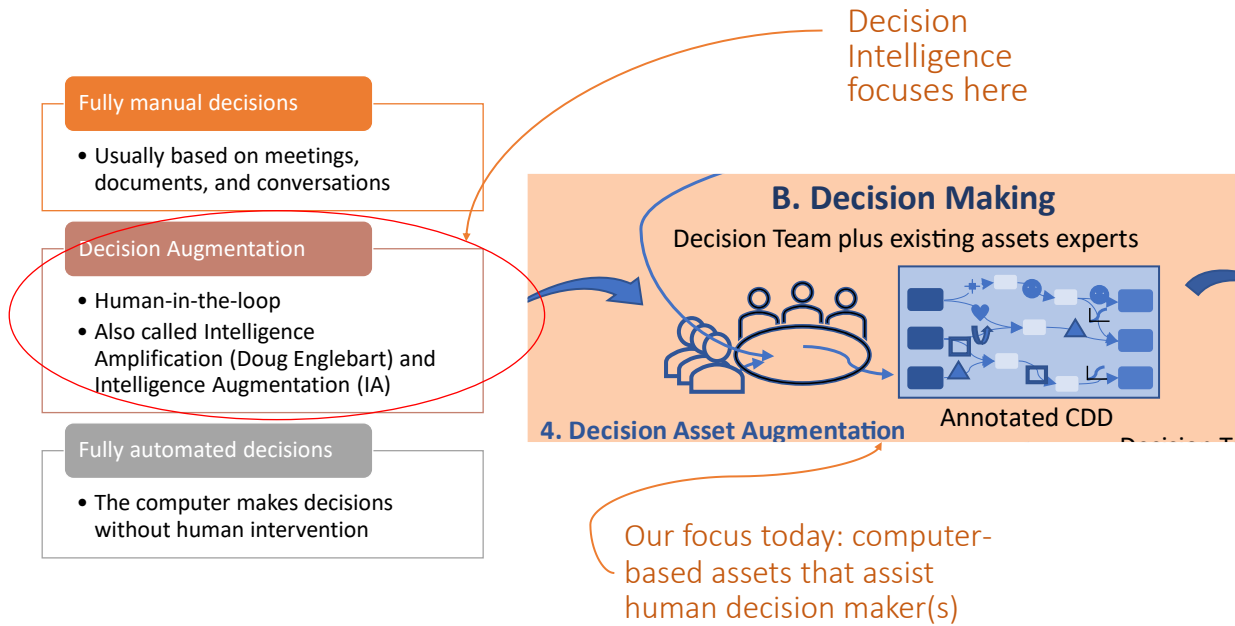 Decision
Intelligence
focuses here
Fully manual decisions
• Usually based on meetings,
documents, and conversations
Decision Augmentation
• Human-in-the-loop
• Also called Intelligence
Amplification (Doug Englebart) and
Intelligence Augmentation (IA)
Fully automated decisions
• The computer makes decisions
without human intervention
B. Decision Making
Decision Team plus existing assets experts
Annotated CDD
4. Decision Asset Augmentation
Our focus today: computer-
based assets that assist
human decision maker(s)